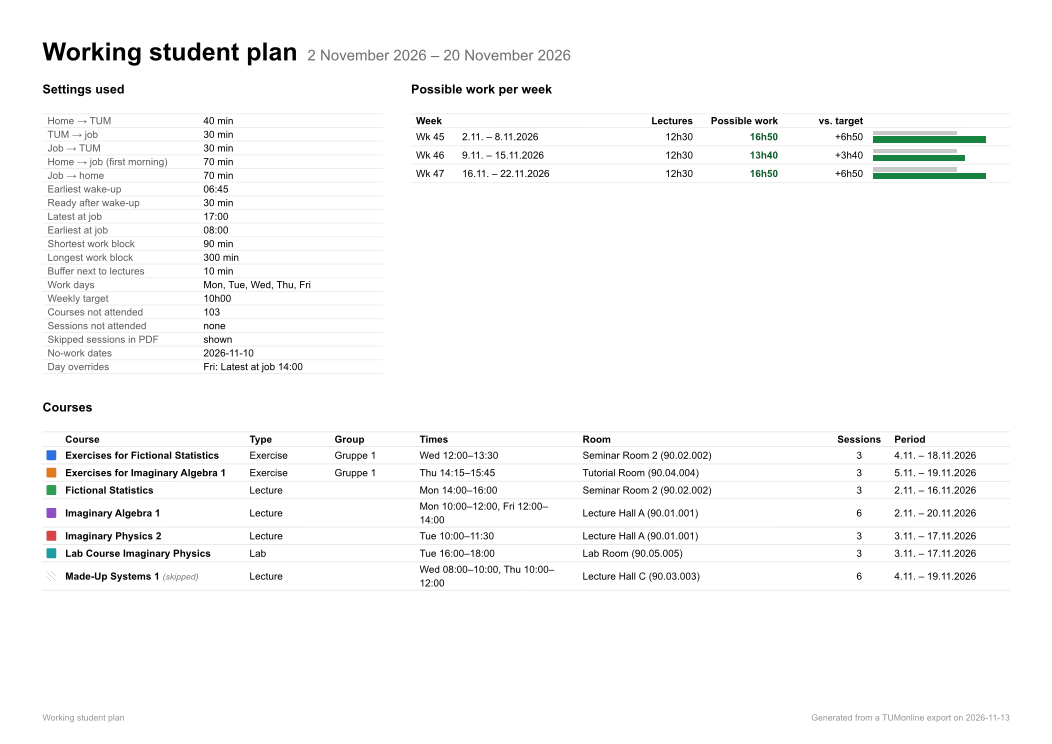 Working student plan 2 November 2026 – 20 November 2026
Settings used
Home → TUM 40 min
TUM → job 30 min
Job → TUM 30 min
Home → job (first morning) 70 min
Job → home 70 min
Earliest wake-up 06:45
Ready after wake-up 30 min
Latest at job 17:00
Earliest at job 08:00
Shortest work block 90 min
Longest work block 300 min
Buffer next to lectures 10 min
Work days Mon, Tue, Wed, Thu, Fri
Weekly target 10h00
Courses not attended 103
Sessions not attended none
Skipped sessions in PDF shown
No-work dates 2026-11-10
Day overrides Fri: Latest at job 14:00
Possible work per week
Week Lectures Possible work vs. target
Wk 45 2.11. – 8.11.2026 12h30 16h50 +6h50
Wk 46 9.11. – 15.11.2026 12h30 13h40 +3h40
Wk 47 16.11. – 22.11.2026 12h30 16h50 +6h50
Courses
Course Type Group Times Room Sessions Period
Exercises for Fictional Statistics Exercise Gruppe 1 Wed 12:00–13:30 Seminar Room 2 (90.02.002) 3 4.11. – 18.11.2026
Exercises for Imaginary Algebra 1 Exercise Gruppe 1 Thu 14:15–15:45 Tutorial Room (90.04.004) 3 5.11. – 19.11.2026
Fictional Statistics Lecture Mon 14:00–16:00 Seminar Room 2 (90.02.002) 3 2.11. – 16.11.2026
Imaginary Algebra 1 Lecture Mon 10:00–12:00, Fri 12:00–
14:00 Lecture Hall A (90.01.001) 6 2.11. – 20.11.2026
Imaginary Physics 2 Lecture Tue 10:00–11:30 Lecture Hall A (90.01.001) 3 3.11. – 17.11.2026
Lab Course Imaginary Physics Lab Tue 16:00–18:00 Lab Room (90.05.005) 3 3.11. – 17.11.2026
Made-Up Systems 1 (skipped) Lecture Wed 08:00–10:00, Thu 10:00–
12:00 Lecture Hall C (90.03.003) 6 4.11. – 19.11.2026
Working student plan
Generated from a TUMonline export on 2026-11-13